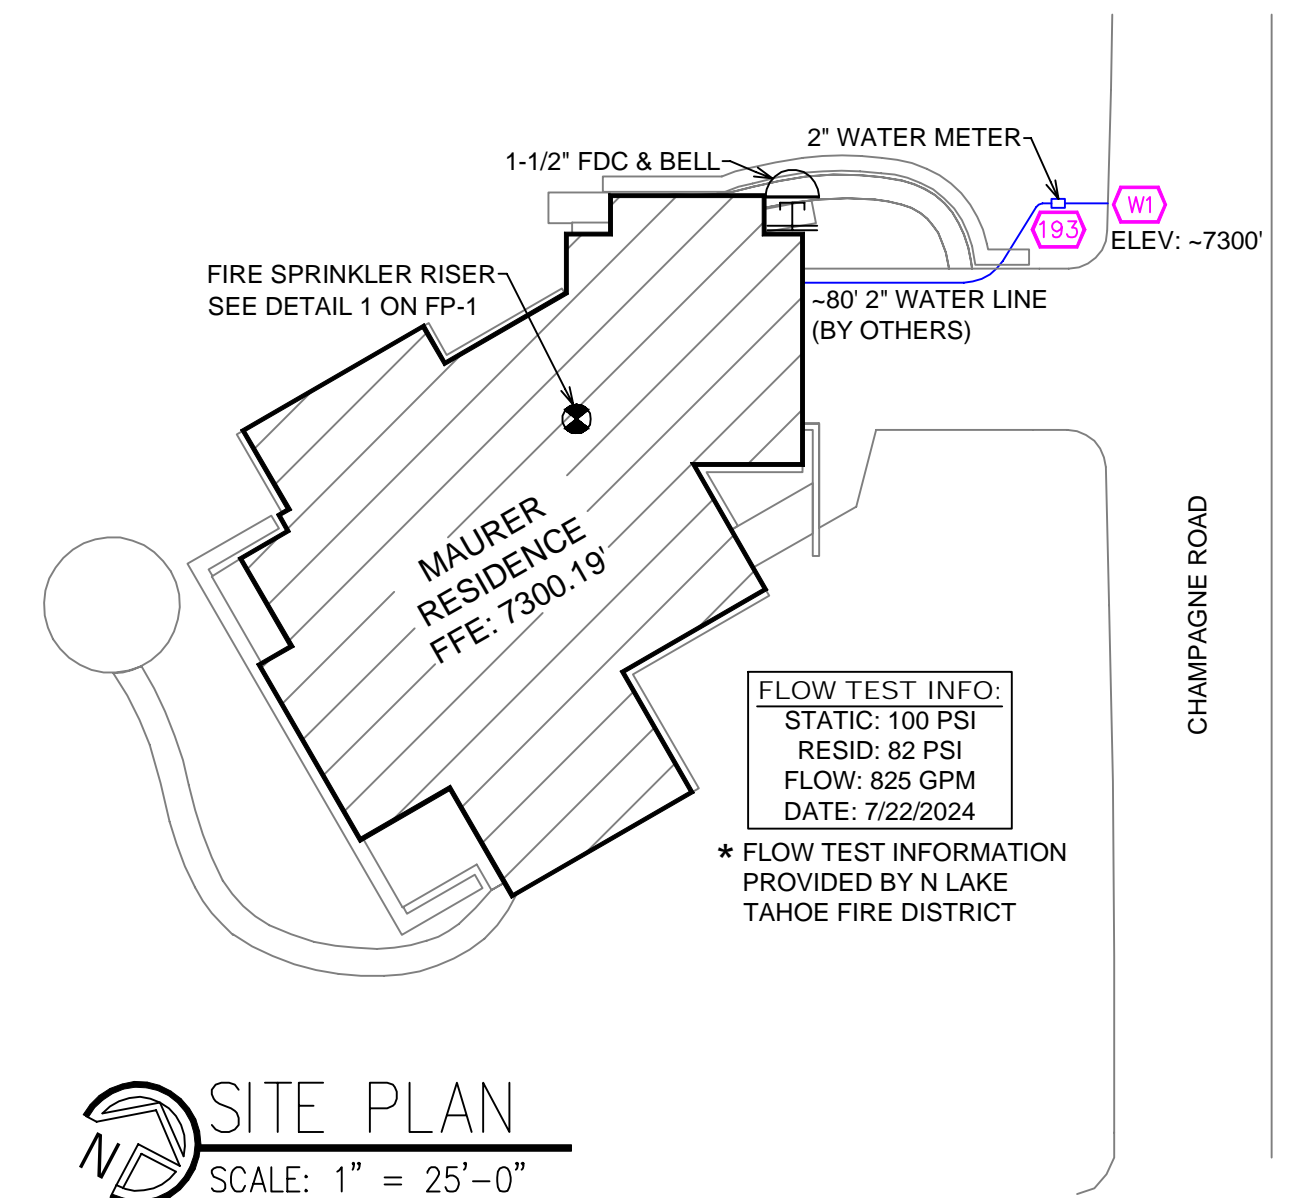 2" WATER METER
1-1/2" FDC & BELL
W1
193
ELEV: ~7300'
FIRE SPRINKLER RISER
SEE DETAIL 1 ON FP-1
~80' 2" WATER LINE
(BY OTHERS)
MAURER
RESIDENCE
FFE: 7300.19'
CHAMPAGNE ROAD
FLOW TEST INFO:
STATIC: 100 PSI
RESID: 82 PSI
FLOW: 825 GPM
DATE: 7/22/2024
* FLOW TEST INFORMATION
PROVIDED BY N LAKE
TAHOE FIRE DISTRICT
N
SITE PLAN
SCALE: 1" = 25'-0"